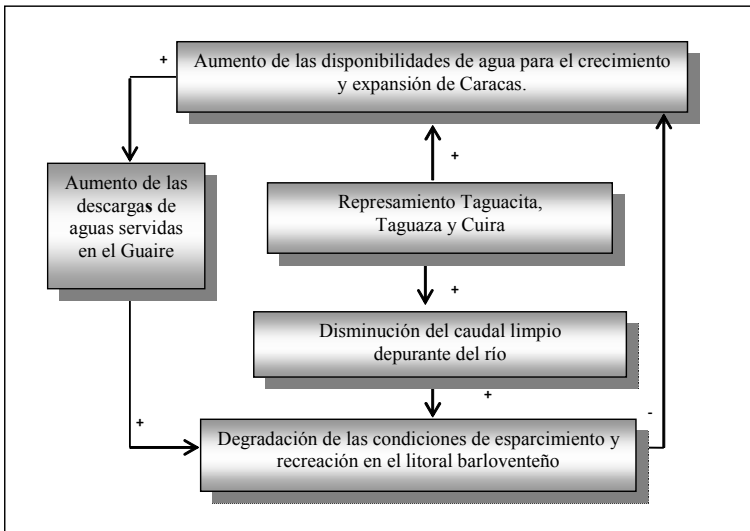 +
Aumento de las disponibilidades de agua para el crecimiento
y expansión de Caracas.
+
Aumento de las
descargas de
aguas servidas
en el Guaire
Represamiento Taguacita,
Taguaza y Cuira
+
Disminución del caudal limpio
depurante del río
+
-
+
Degradación de las condiciones de esparcimiento y
recreación en el litoral barloventeño